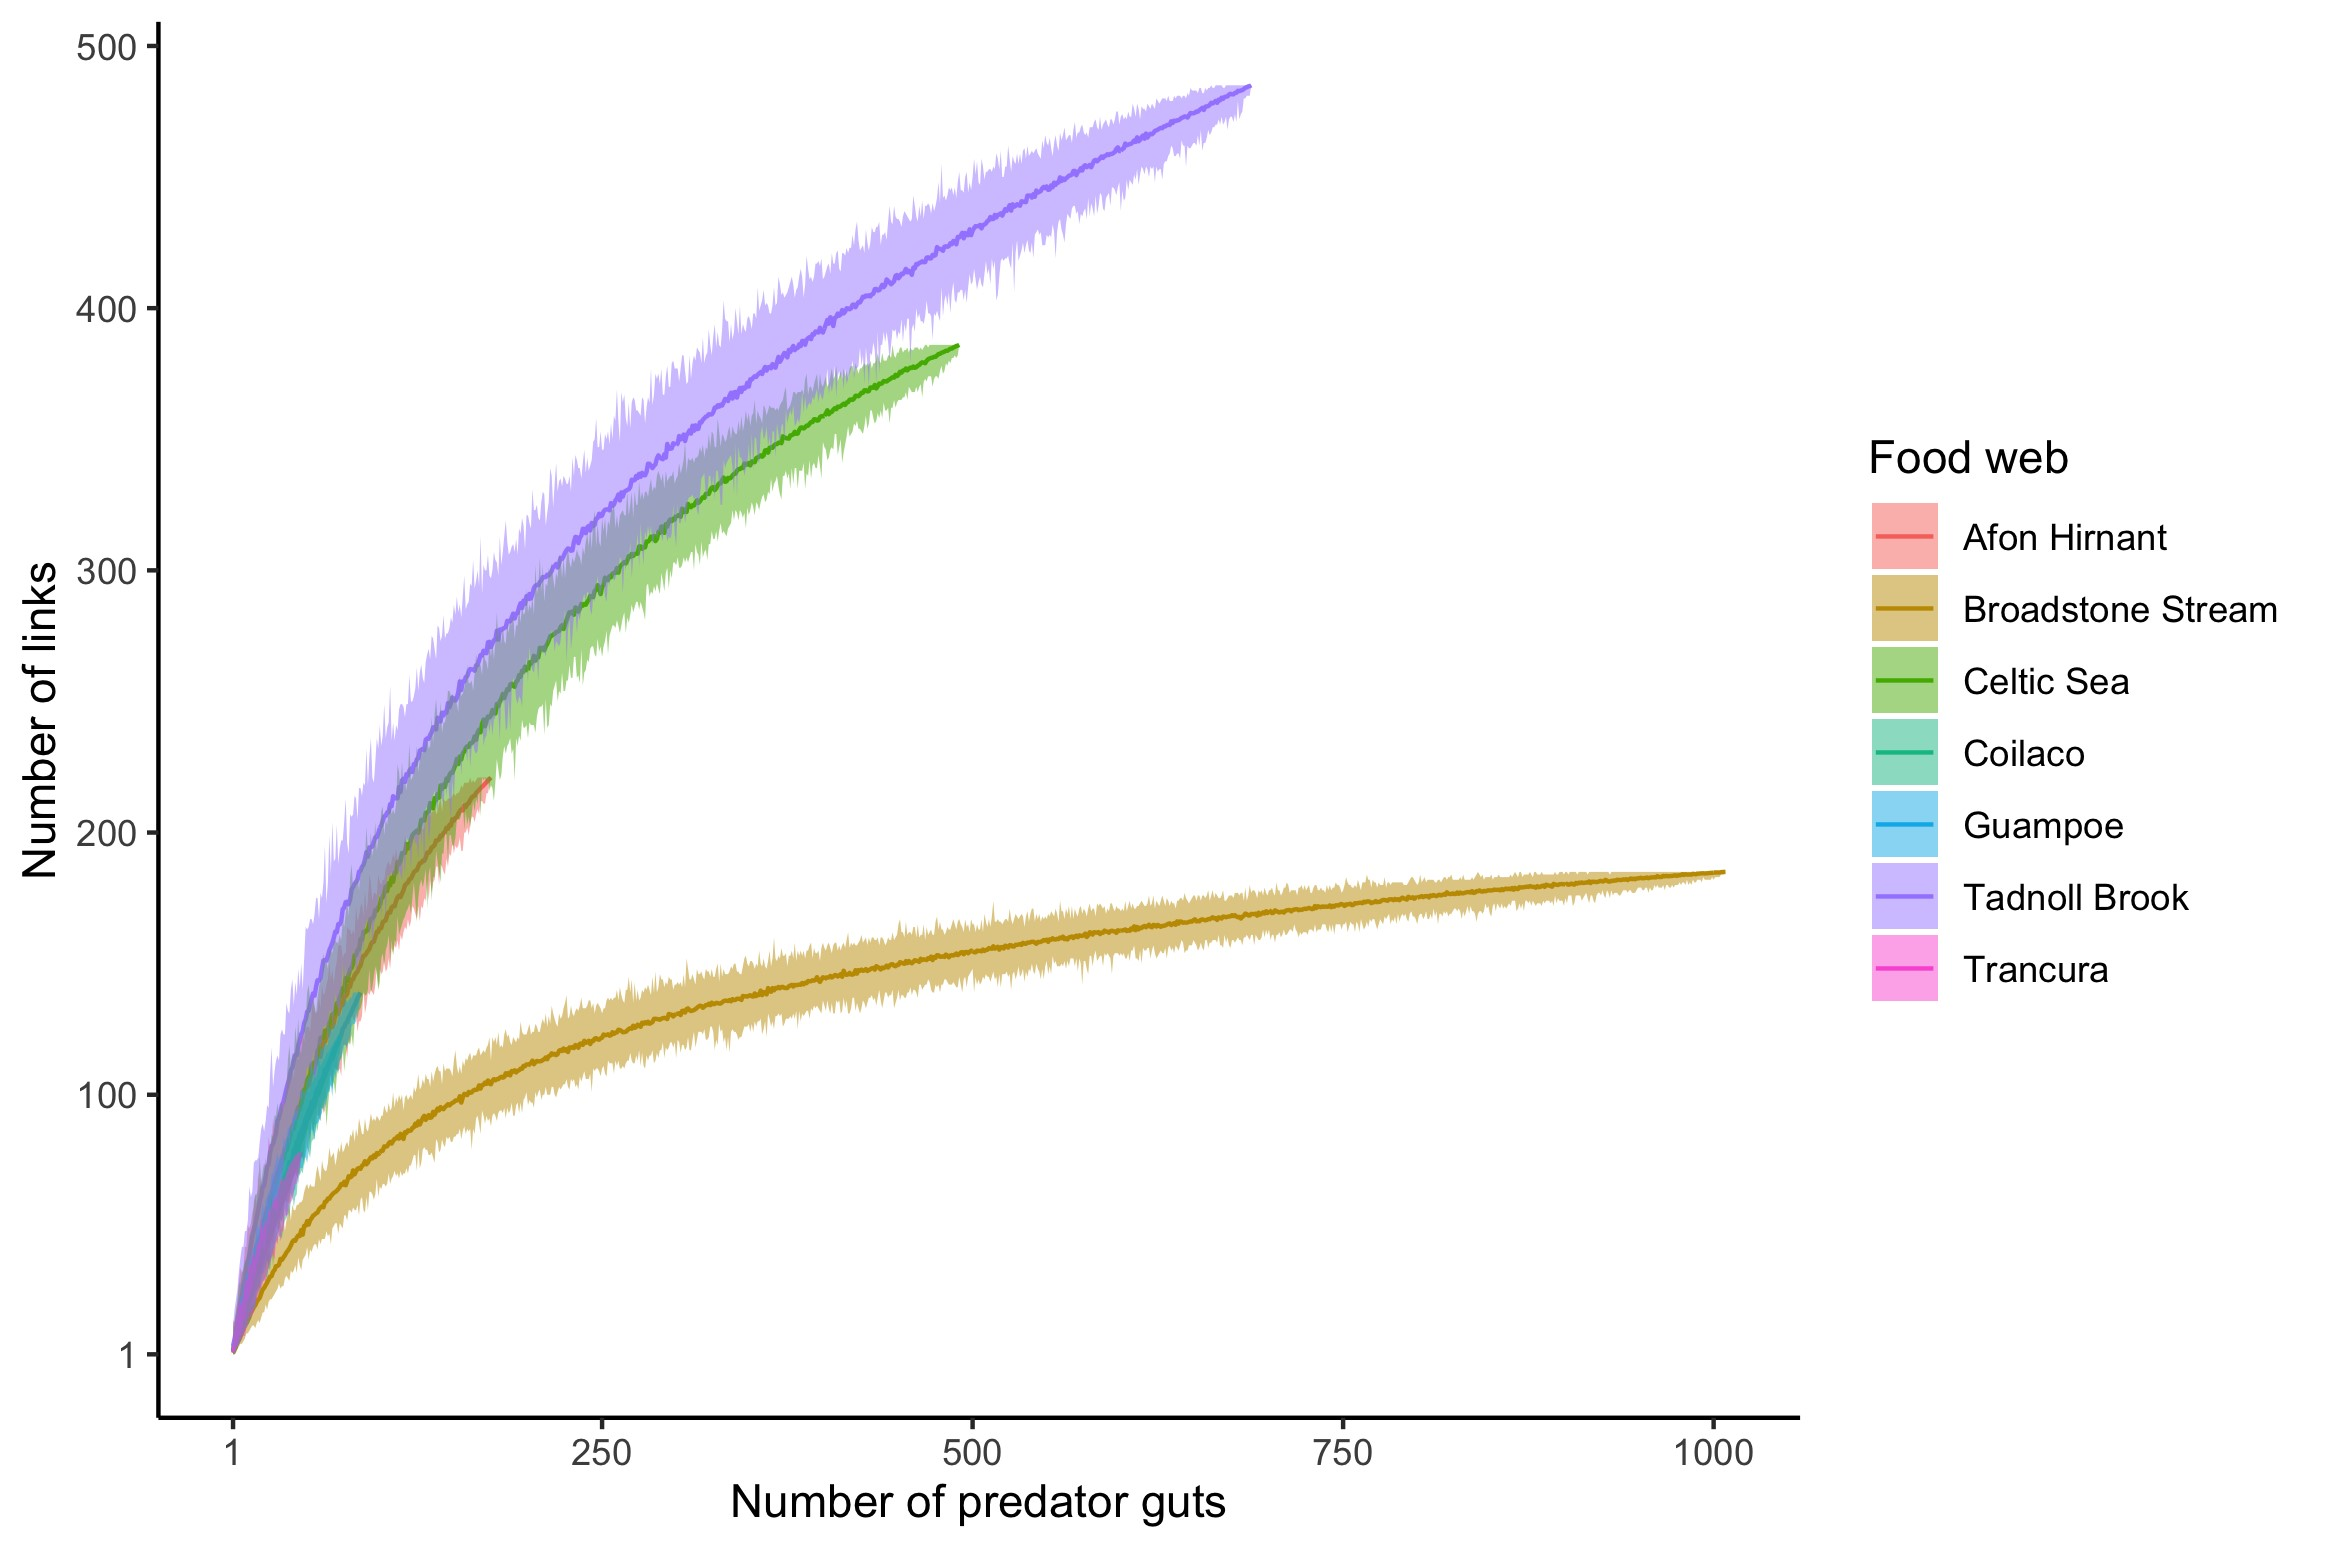 500
400
300
200
100
1
Number of links
1
250
500
750
1000
Number of predator guts
Food web
Afon Hirnant
Broadstone Stream
Celtic Sea
Coilaco
Guampoe
Tadnoll Brook
Trancura